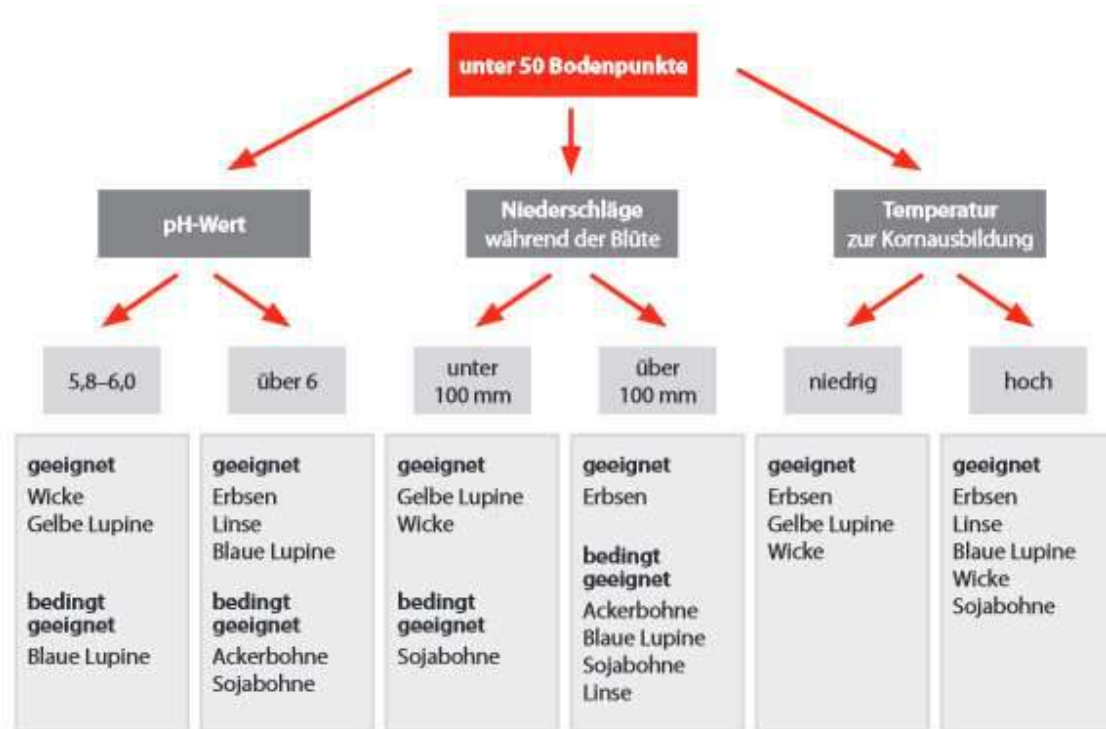 unter 50 Bodenpunkte
pH-Wert
Niederschläge
während der Blüte
Temperatur
zur Kornausbildung
5,8–6,0
über 6
unter
100 mm
über
100 mm
niedrig
hoch
geeignet
Wicke
Gelbe Lupine
bedingt
geeignet
Blaue Lupine
geeignet
Erbsen
Linse
Blaue Lupine
bedingt
geeignet
Ackerbohne
Sojabohne
geeignet
Gelbe Lupine
Wicke
bedingt
geeignet
Sojabohne
geeignet
Erbsen
bedingt
geeignet
Ackerbohne
Blaue Lupine
Sojabohne
Linse
geeignet
Erbsen
Gelbe Lupine
Wicke
geeignet
Erbsen
Linse
Blaue Lupine
Wicke
Sojabohne